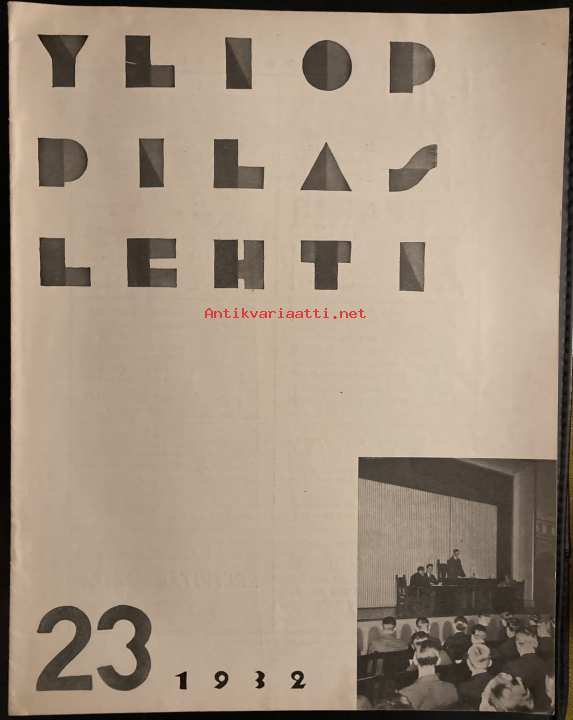 YLIOP
PILAS
LEHTI
Antikvariaatti.net
23 1932